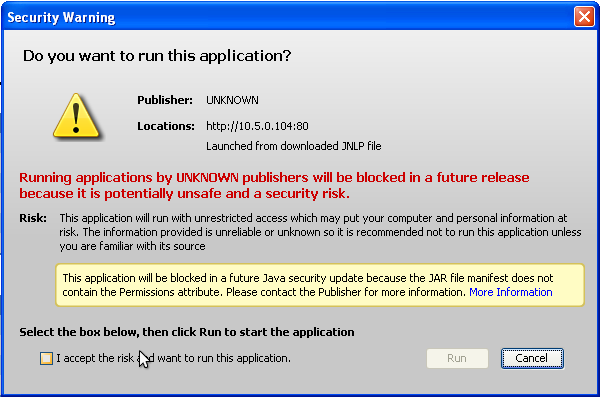 Security Warning
Do you want to run this application?
Publisher: UNKNOWN
Locations: http://10.5.0.104:80
Launched from downloaded JNLP file
Running applications by UNKNOWN publishers will be blocked in a future release
because it is potentially unsafe and a security risk.
Risk: This application will run with unrestricted access which may put your computer and personal information at
risk. The information provided is unreliable or unknown so it is recommended not to run this application unless
you are familiar with its source
This application will be blocked in a future Java security update because the JAR file manifest does not
contain the Permissions attribute. Please contact the Publisher for more information. More Information
Select the box below, then click Run to start the application
I accept the risk and want to run this application.
Run
Cancel